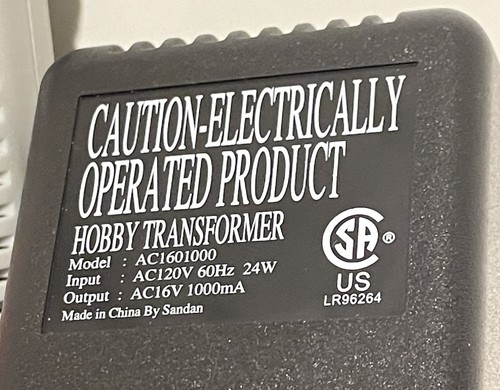 CAUTION-ELECTRICALLY
OPERATED PRODUCT
HOBBY TRANSFORMER
Model : AC1601000
Input : AC120V 60Hz 24W
Output : AC16V 1000mA
Made in China By Sandan
SA ®
US
LR96264